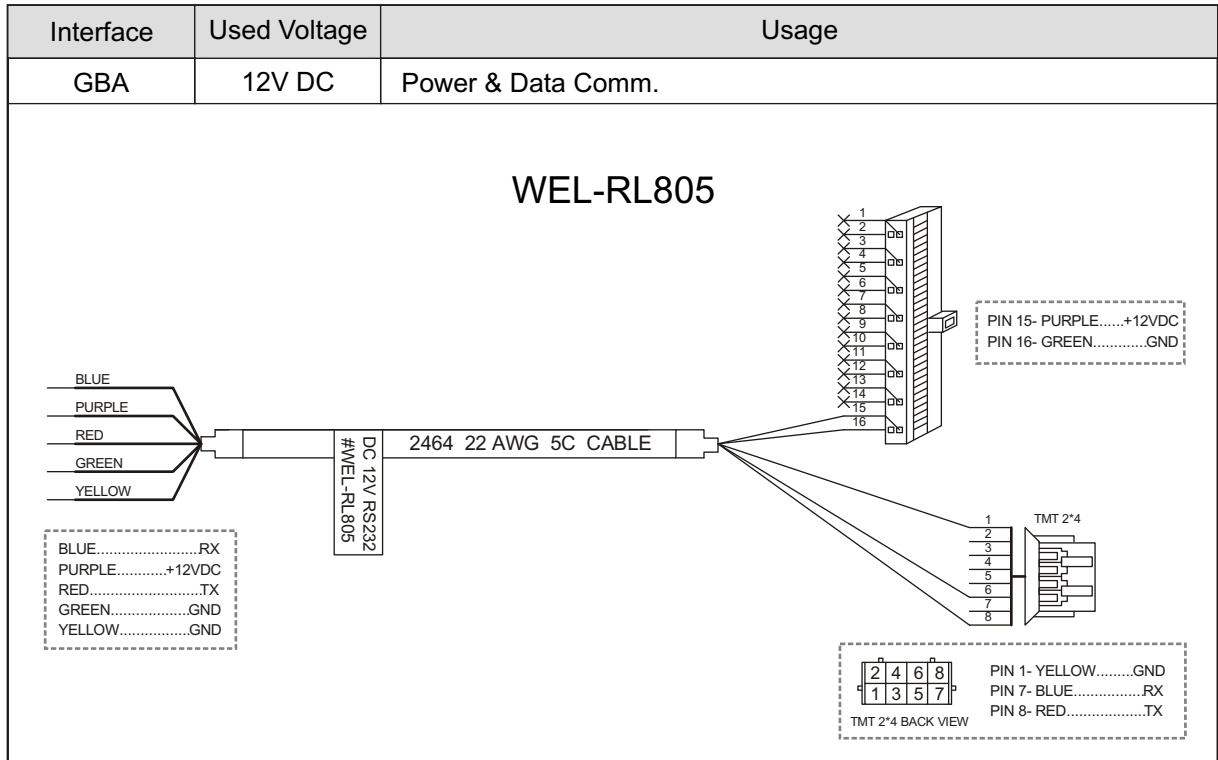 Interface Used Voltage Usage
GBA 12V DC Power & Data Comm.
WEL-RL805
1
2
3
4
5
6
7
8
9
10
11
12
13
14
15
16
PIN 15- PURPLE......+12VDC
PIN 16- GREEN.............GND
BLUE
PURPLE
RED
GREEN
YELLOW
DC 12V RS232
#WEL-RL805
2464 22 AWG 5C CABLE
BLUE.........................RX
PURPLE............+12VDC
RED...........................TX
GREEN...................GND
YELLOW.................GND
1
2
3
4
5
6
7
8
TMT 2*4
2 4 6 8
1 3 5 7
TMT 2*4 BACK VIEW
PIN 1- YELLOW.........GND
PIN 7- BLUE.................RX
PIN 8- RED...................TX